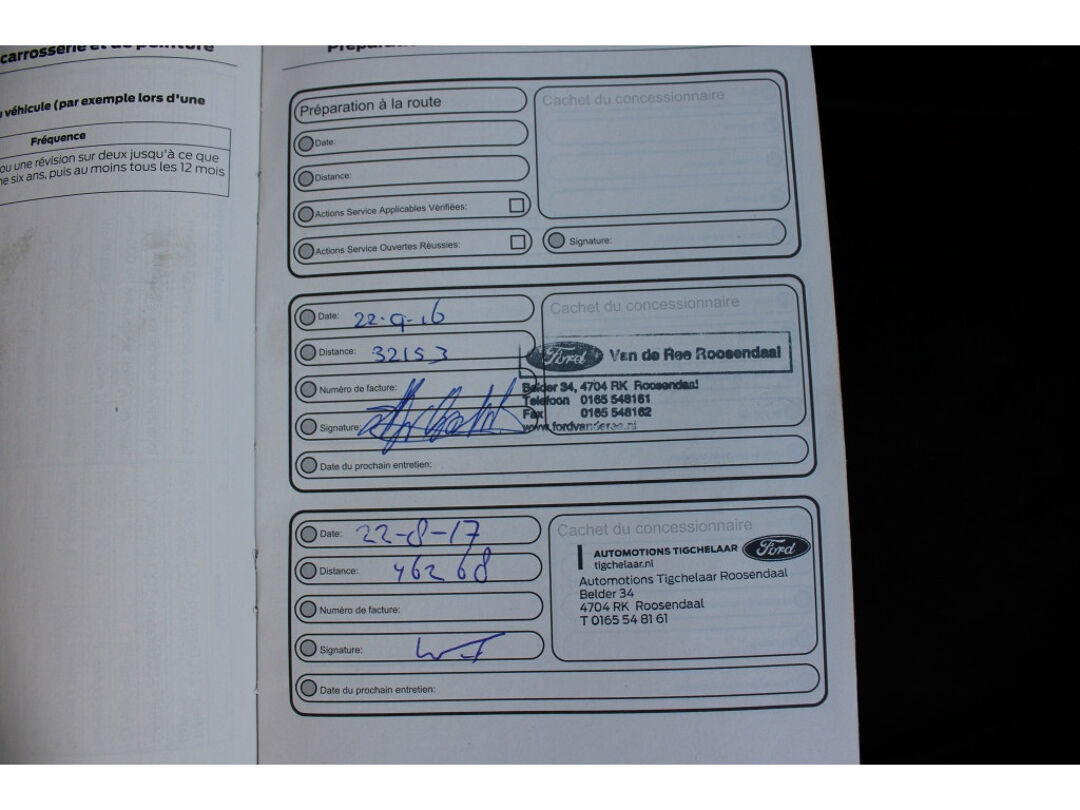 carrosserie et de peinture
véhicule (par exemple lors d'une
Fréquence
ou une révision sur deux jusqu'à ce que
ne six ans, puis au moins tous les 12 mois
Préparation à la route
Cachet du concessionnaire
Date:
Distance:
Actions Service Applicables Vérifiées:
Actions Service Ouvertes Réussies:
Signature:
Date: 22-9-16
Cachet du concessionnaire
Distance: 32153
Ford Van de Ree Roosendaal
Numéro de facture:
Belder 34, 4704 RK Roosendaal
Telefoon 0165 548161
Fax 0165 548162
www.fordvanderee.nl
Signature:
Date du prochain entretien:
Date: 22-8-17
Cachet du concessionnaire
Distance: 46268
AUTOMOTIONS TIGCHELAAR Ford
tigchelaar.nl
Automotions Tigchelaar Roosendaal
Belder 34
4704 RK Roosendaal
T 0165 54 81 61
Numéro de facture:
Signature:
Date du prochain entretien: